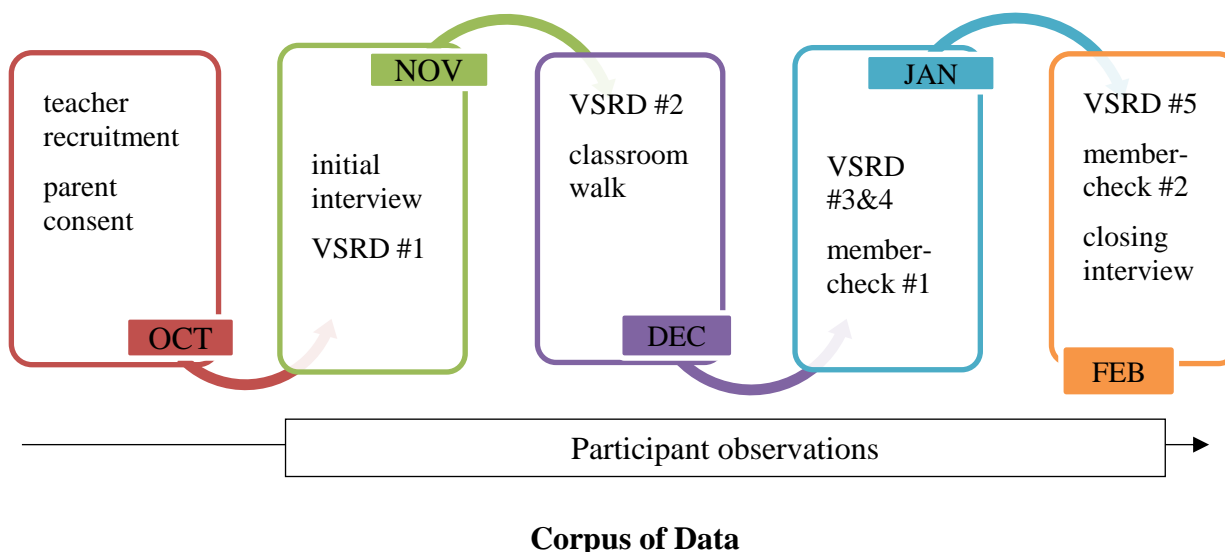 teacher
recruitment
parent
consent
OCT
NOV
initial
interview
VSRD #1
VSRD #2
classroom
walk
DEC
JAN
VSRD
#3&4
member-
check #1
VSRD #5
member-
check #2
closing
interview
FEB
Participant observations
Corpus of Data